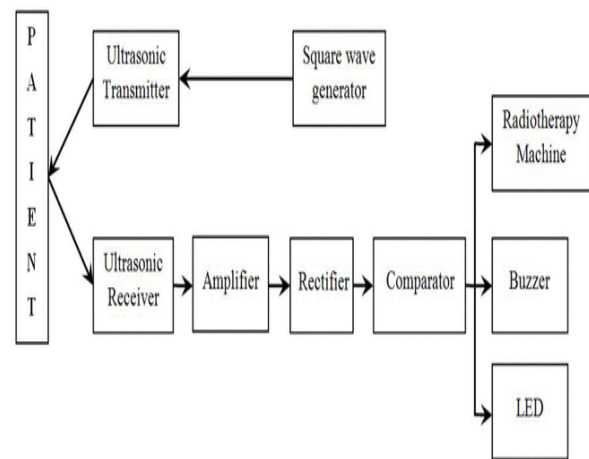 P
A
T
I
E
N
T
Ultrasonic
Transmitter
Square wave
generator
Radiotherapy
Machine
Ultrasonic
Receiver
Amplifier
Rectifier
Comparator
Buzzer
LED